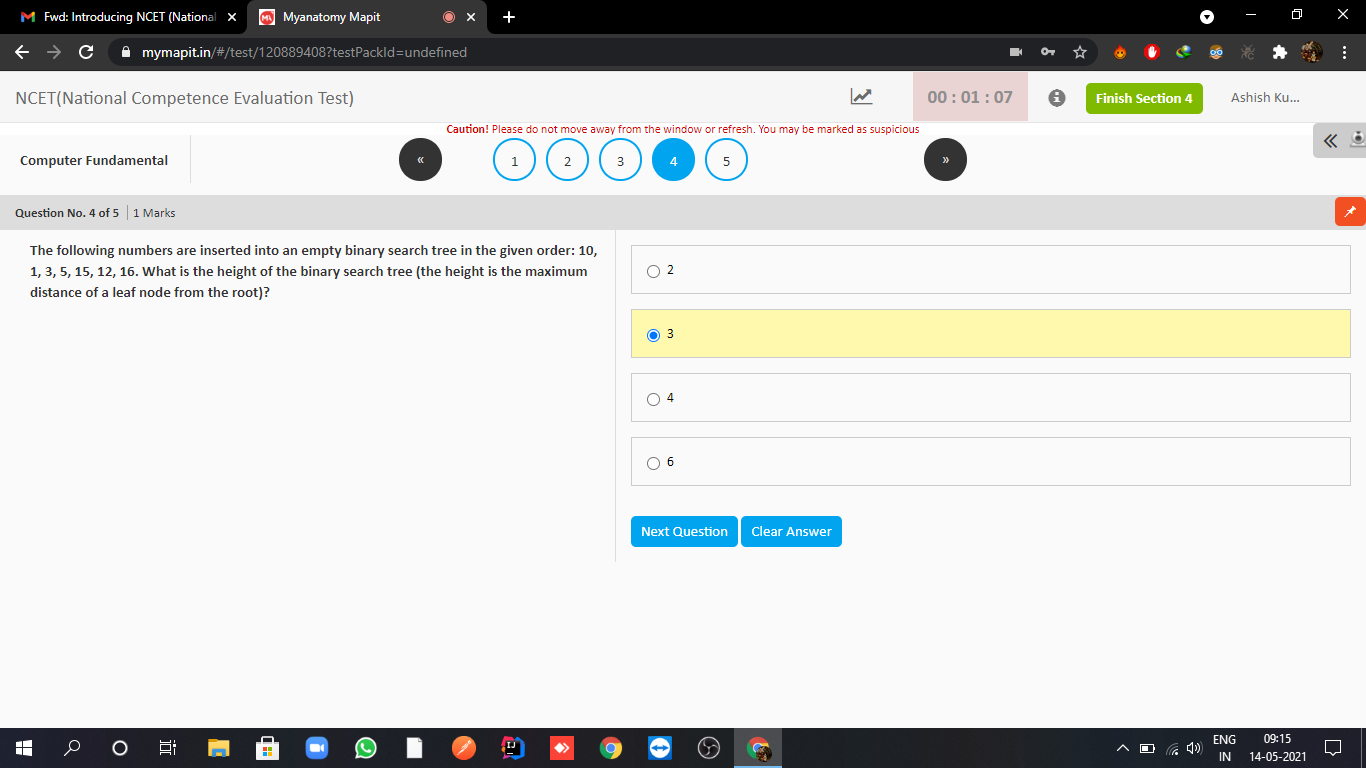 Fwd: Introducing NCET (National
Myanatomy Mapit
mymapit.in/#/test/120889408?testPackId=undefined
NCET(National Competence Evaluation Test)
00 : 01 : 07
Finish Section 4
Ashish Ku...
Caution! Please do not move away from the window or refresh. You may be marked as suspicious
Computer Fundamental
«
1
2
3
4
5
»
Question No. 4 of 5
1 Marks
The following numbers are inserted into an empty binary search tree in the given order: 10,
1, 3, 5, 15, 12, 16. What is the height of the binary search tree (the height is the maximum
distance of a leaf node from the root)?
2
3
4
6
Next Question
Clear Answer
ENG
IN
09:15
14-05-2021